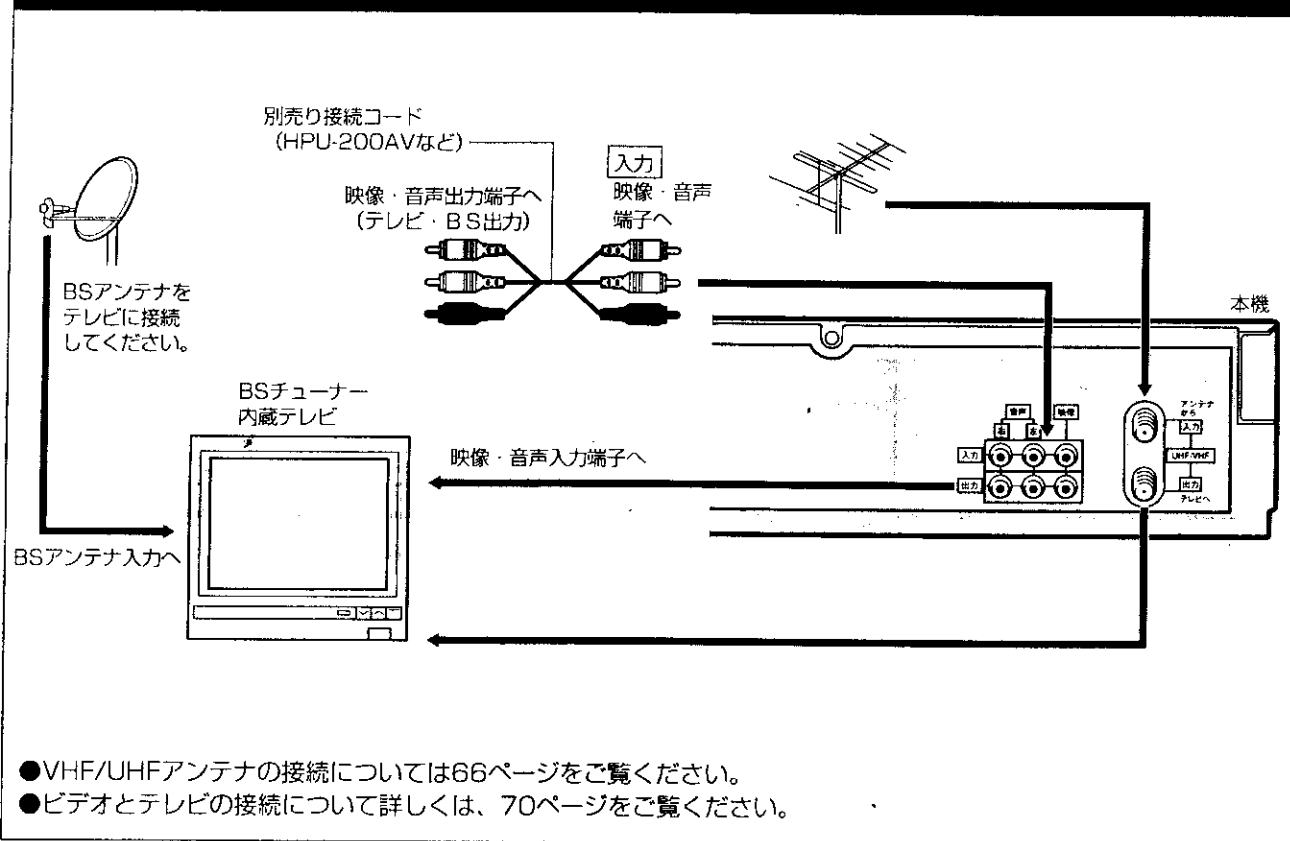 別売り接続コード
(HPU-200AVなど)
入力
映像・音声
端子へ
映像・音声出力端子へ
(テレビ・BS出力)
BSアンテナを
テレビに接続
してください。
本機
BSチューナー
内蔵テレビ
アンテナ
から
入力
UHF/VHF
出力
テレビへ
音声
映像
右
左
入力
出力
映像・音声入力端子へ
BSアンテナ入力へ
●VHF/UHFアンテナの接続については66ページをご覧ください。
●ビデオとテレビの接続について詳しくは、70ページをご覧ください。